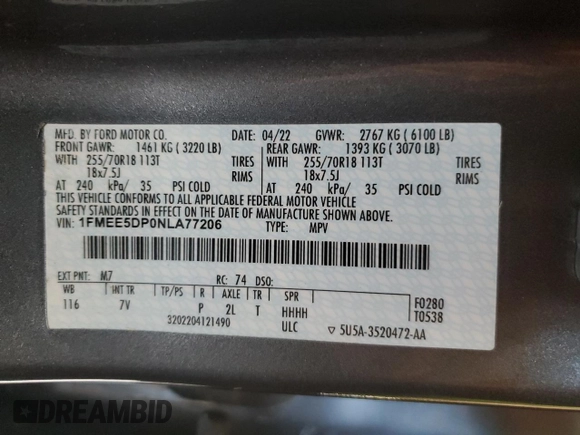 MFD. BY FORD MOTOR CO. DATE: 04/22 GVWR: 2767 KG ( 6100 LB)
FRONT GAWR: 1461 KG ( 3220 LB) REAR GAWR: 1393 KG ( 3070 LB)
WITH 255/70R18 113T TIRES WITH 255/70R18 113T TIRES
18x7.5J RIMS 18x7.5J RIMS
AT 240 kPa/ 35 PSI COLD AT 240 kPa/ 35 PSI COLD
THIS VEHICLE CONFORMS TO ALL APPLICABLE FEDERAL MOTOR VEHICLE
SAFETY STANDARDS IN EFFECT ON THE DATE OF MANUFACTURE SHOWN ABOVE.
VIN: 1FMEE5DP0NLA77206 TYPE: MPV
EXT PNT: M7 RC: 74 DSO:
WB INT TR TP/PS R AXLE TR SPR F0280
116 7V P 2L T HHHH T0538
3202204121490 ULC ▽ 5U5A-3520472-AA
DREAMBID